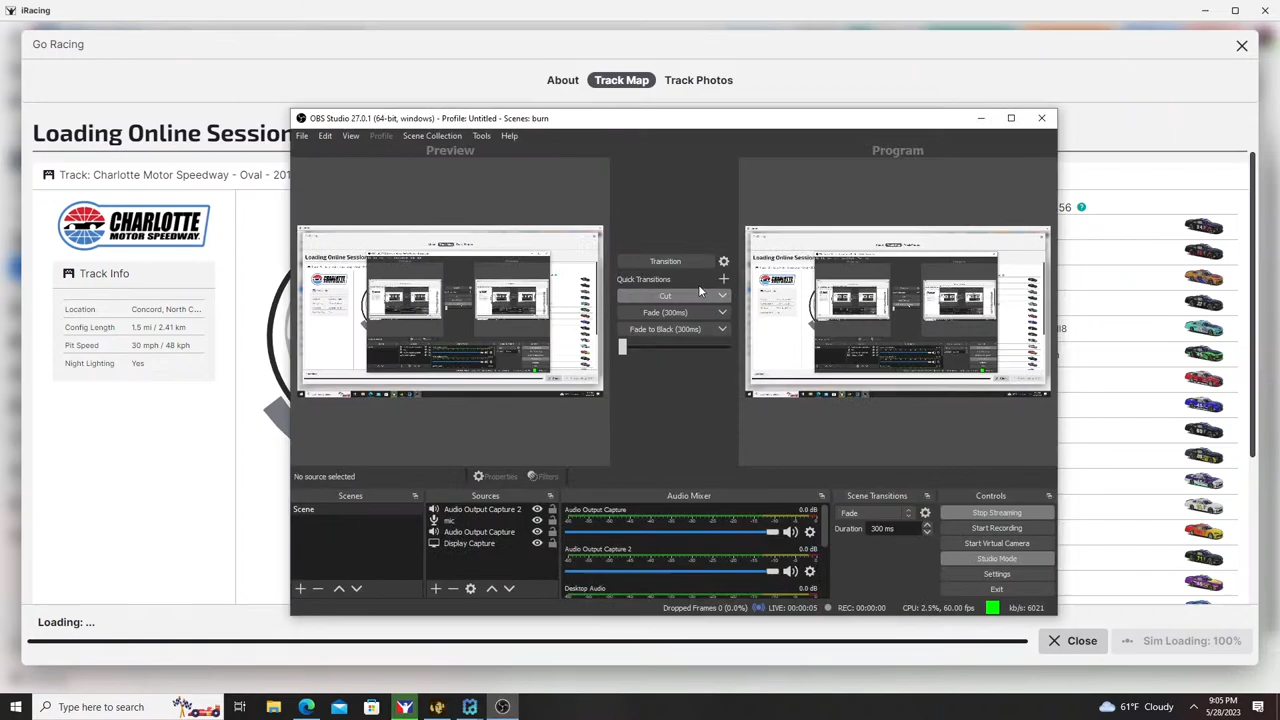 iRacing
Go Racing
About
Track Map
Track Photos
Loading Online Session
Track: Charlotte Motor Speedway - Oval - 201
CHARLOTTE
MOTOR SPEEDWAY
Track Info
Location Concord, North C...
Config Length 1.5 mi / 2.41 km
Pit Speed 30 mph / 48 kph
Night Lighting Yes
56
OBS Studio 27.0.1 (64-bit, windows) - Profile: Untitled - Scenes: burn
File Edit View Profile Scene Collection Tools Help
Preview
Program
Transition
Quick Transitions
Cut
Fade (300ms)
Fade to Black (300ms)
No source selected
Properties
Filters
Scenes
Scene
Sources
Audio Output Capture 2
mic
Audio Output Capture
Display Capture
Audio Mixer
Audio Output Capture 0.0 dB
Audio Output Capture 2 0.0 dB
Desktop Audio 0.0 dB
Scene Transitions
Fade
Duration 300 ms
Controls
Stop Streaming
Start Recording
Start Virtual Camera
Studio Mode
Settings
Exit
Dropped Frames 0 (0.0%) LIVE: 00:00:05 REC: 00:00:00 CPU: 2.5%, 60.00 fps kb/s: 6021
Loading: ...
Close
Sim Loading: 100%
Type here to search
61°F Cloudy
9:05 PM
5/28/2023